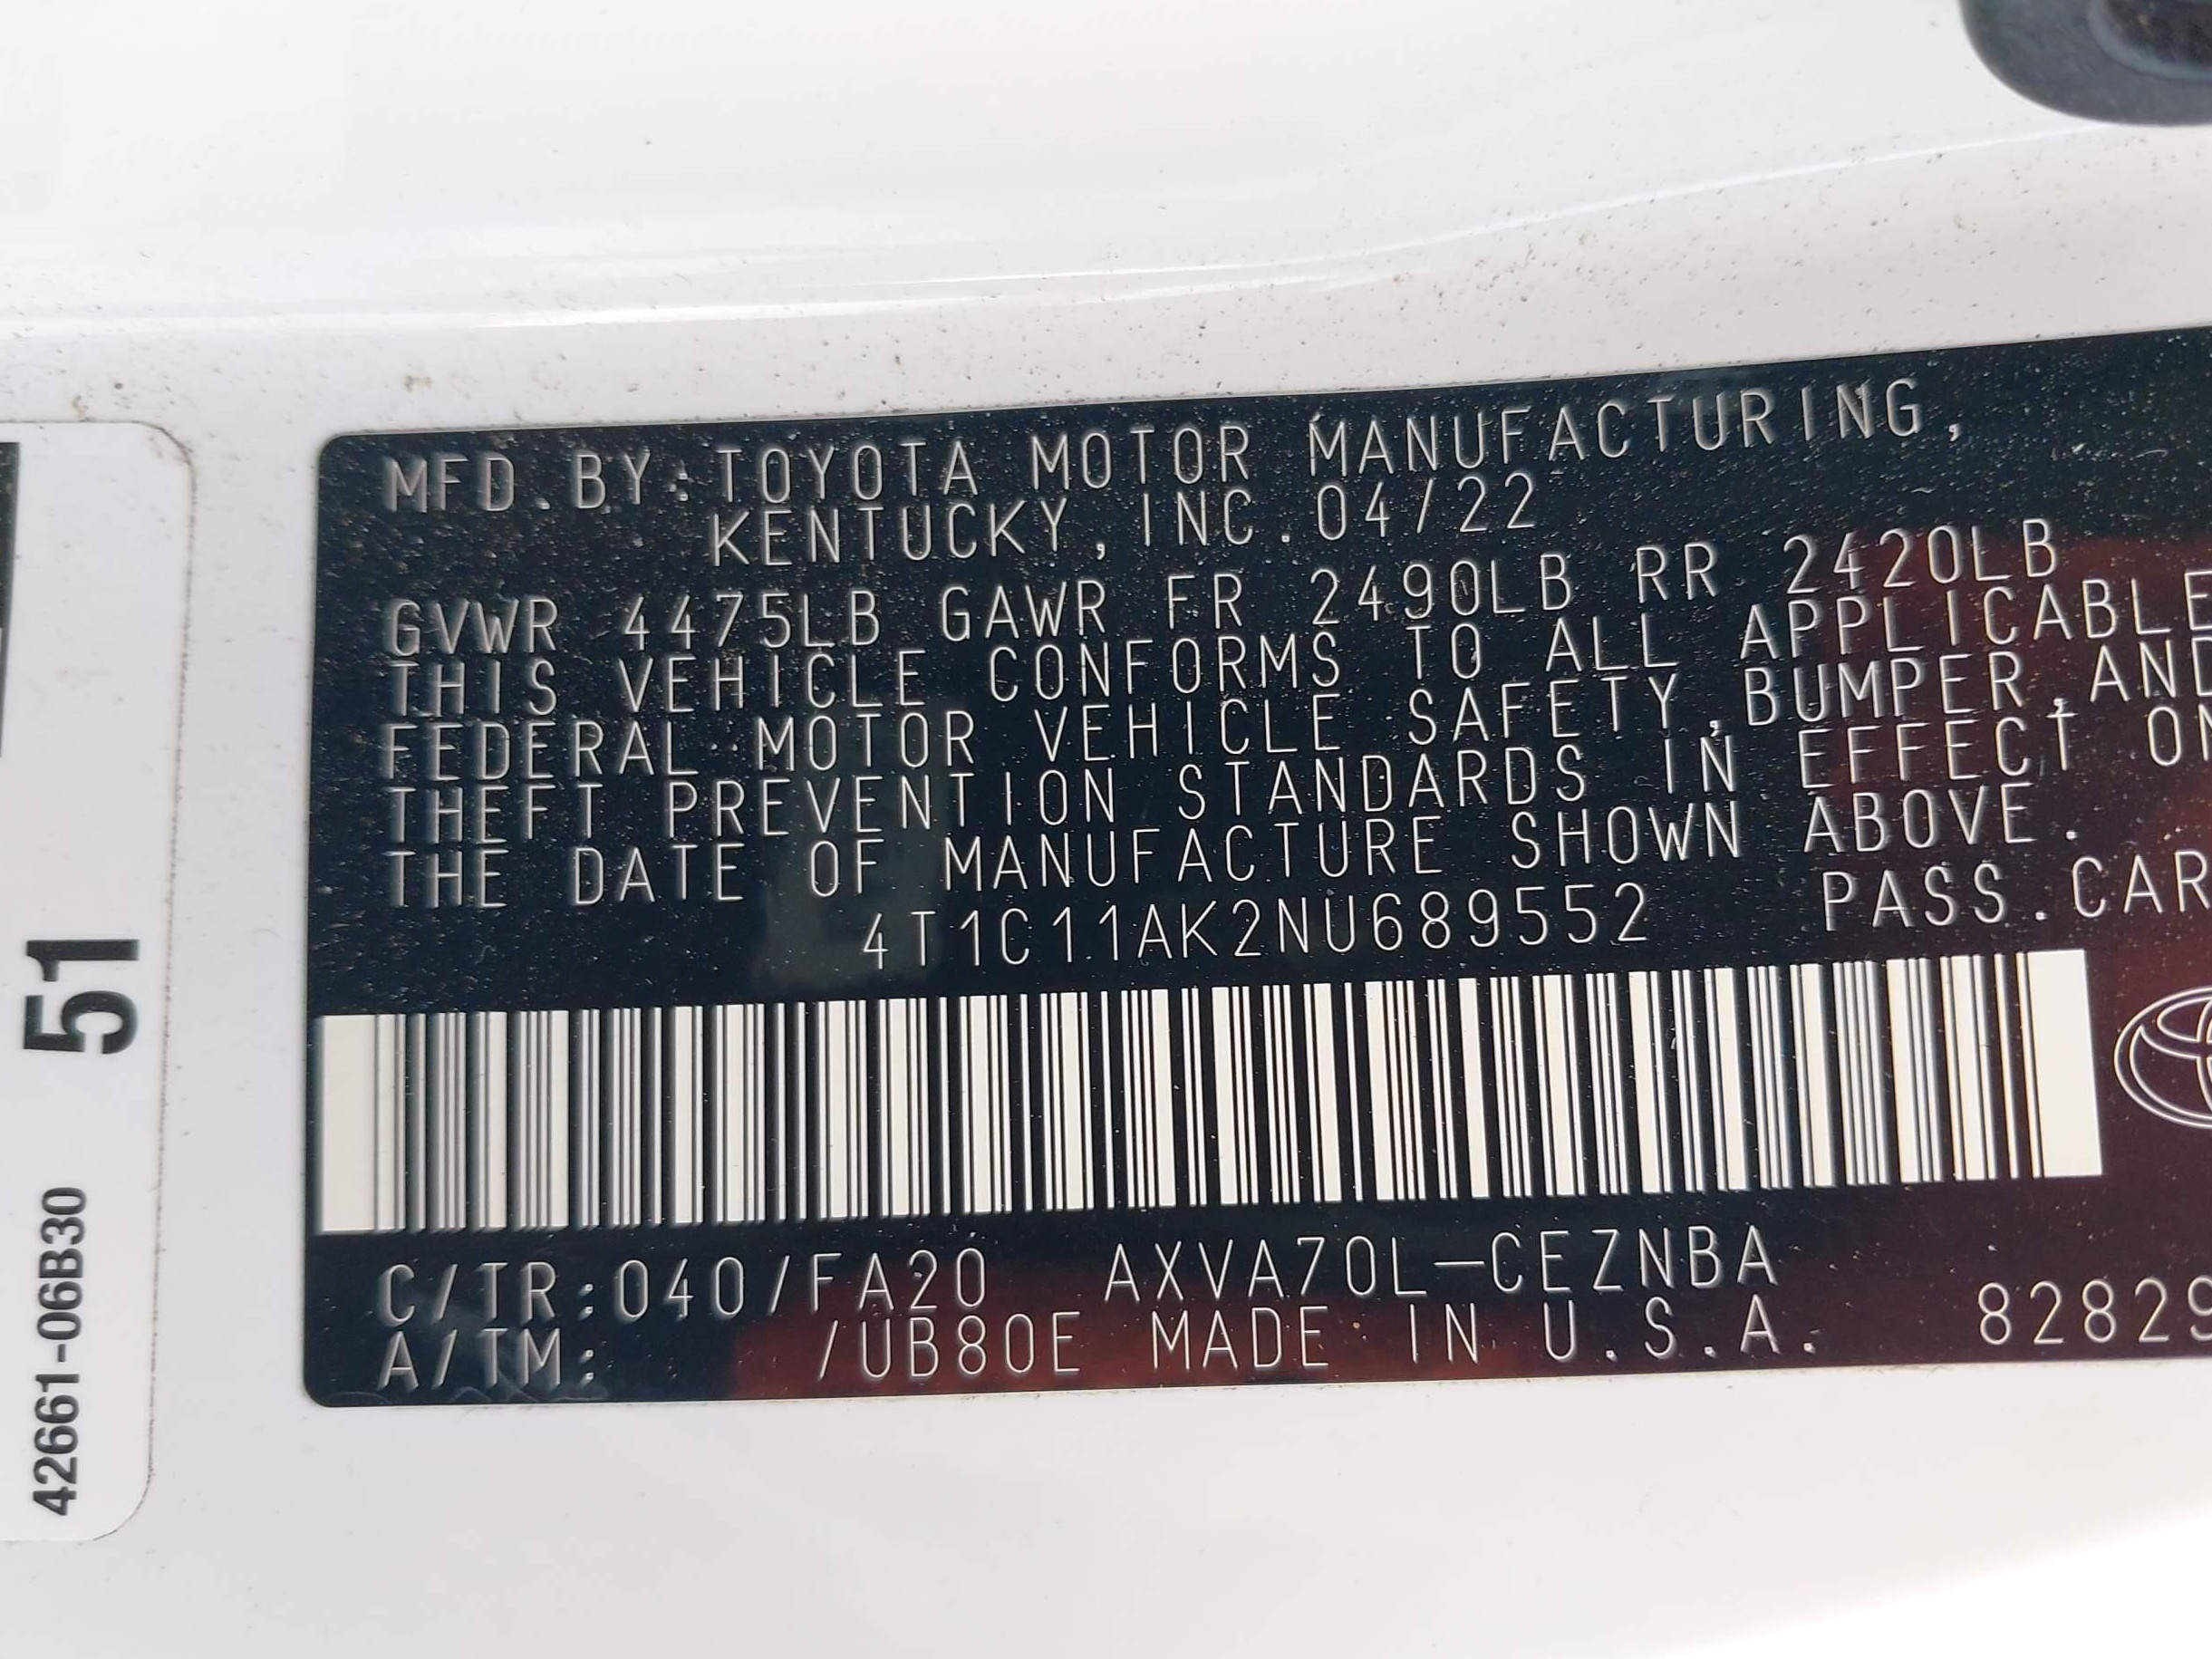 MFD.BY:TOYOTA MOTOR MANUFACTURING,
KENTUCKY, INC. 04/22
GVWR 4475LB GAWR FR 2490LB RR 2420LB
THIS VEHICLE CONFORMS TO ALL APPLICABLE
FEDERAL MOTOR VEHICLE SAFETY,BUMPER,AND
THEFT PREVENTION STANDARDS IN EFFECT ON
THE DATE OF MANUFACTURE SHOWN ABOVE.
4T1C11AK2NU689552 PASS.CAR
C/TR:040/FA20 AXVA70L-CEZNBA
A/TM: /UB80E MADE IN U.S.A. 82829
51
42661-06B30